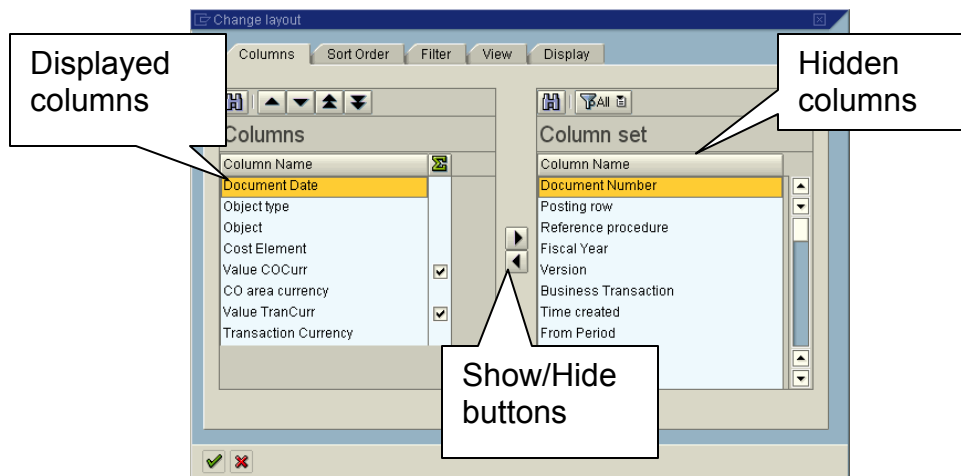 Change layout
Columns
Sort Order
Filter
View
Display
Displayed
columns
Hidden
columns
All
Columns
Column set
Column Name
Document Date
Object type
Object
Cost Element
Value COCurr
CO area currency
Value TranCurr
Transaction Currency
Column Name
Document Number
Posting row
Reference procedure
Fiscal Year
Version
Business Transaction
Time created
From Period
Show/Hide
buttons